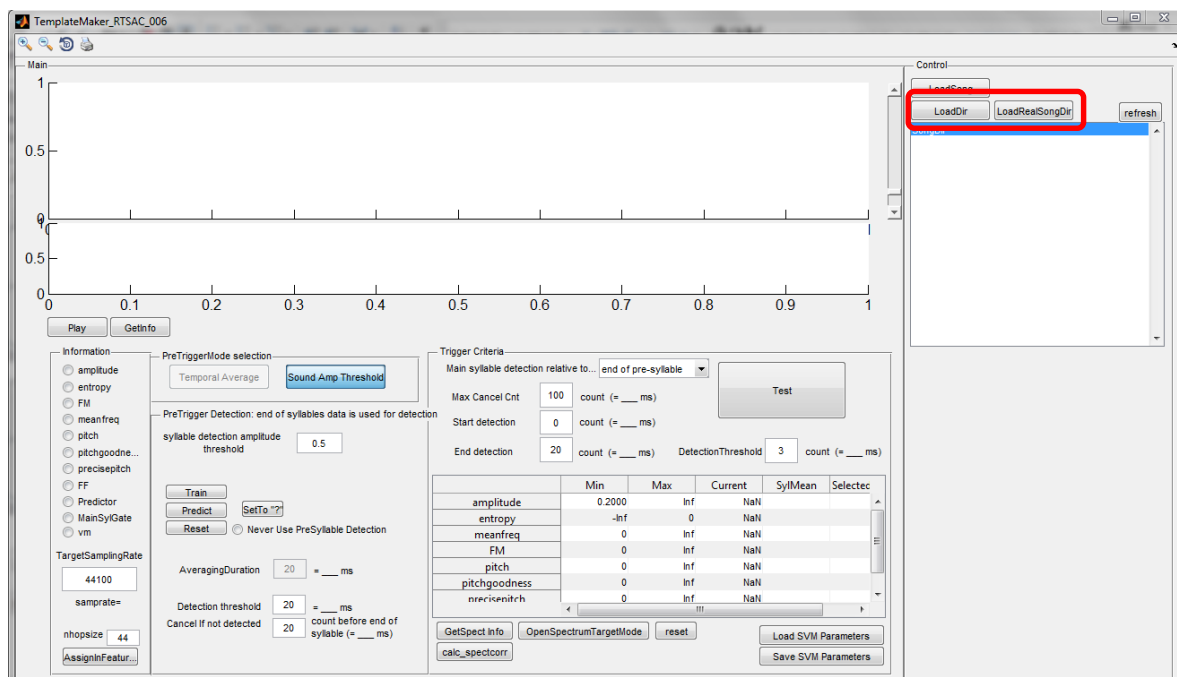 TemplateMaker_RTSAC_006
Main
1
0.5
0
1
0.5
0
0 0.1 0.2 0.3 0.4 0.5 0.6 0.7 0.8 0.9 1
Play GetInfo
Information
amplitude
entropy
FM
meanfreq
pitch
pitchgoodne...
precisepitch
FF
Predictor
MainSylGate
vm
TargetSamplingRate
44100
samprate=
nhopsize 44
AssignInFeatur...
PreTriggerMode selection
Temporal Average Sound Amp Threshold
PreTrigger Detection: end of syllables data is used for detection
syllable detection amplitude
threshold
0.5
Train
Predict SetTo "?"
Reset Never Use PreSyllable Detection
AveragingDuration 20 = ___ ms
Detection threshold 20 = ___ ms
Cancel If not detected 20 count before end of
syllable (= ___ ms)
Trigger Criteria
Main syllable detection relative to... end of pre-syllable
Max Cancel Cnt 100 count (= ___ ms)
Start detection 0 count (= ___ ms)
End detection 20 count (= ___ ms) DetectionThreshold 3 count (= ___ ms)
Test
Min Max Current SylMean Selected
amplitude 0.2000 Inf NaN
entropy -Inf 0 NaN
meanfreq 0 Inf NaN
FM 0 Inf NaN
pitch 0 Inf NaN
pitchgoodness 0 Inf NaN
precisepitch 0 Inf NaN
GetSpect Info OpenSpectrumTargetMode reset
calc_spectcorr
Load SVM Parameters
Save SVM Parameters
Control
LoadSong
LoadDir LoadRealSongDir refresh
SongDir